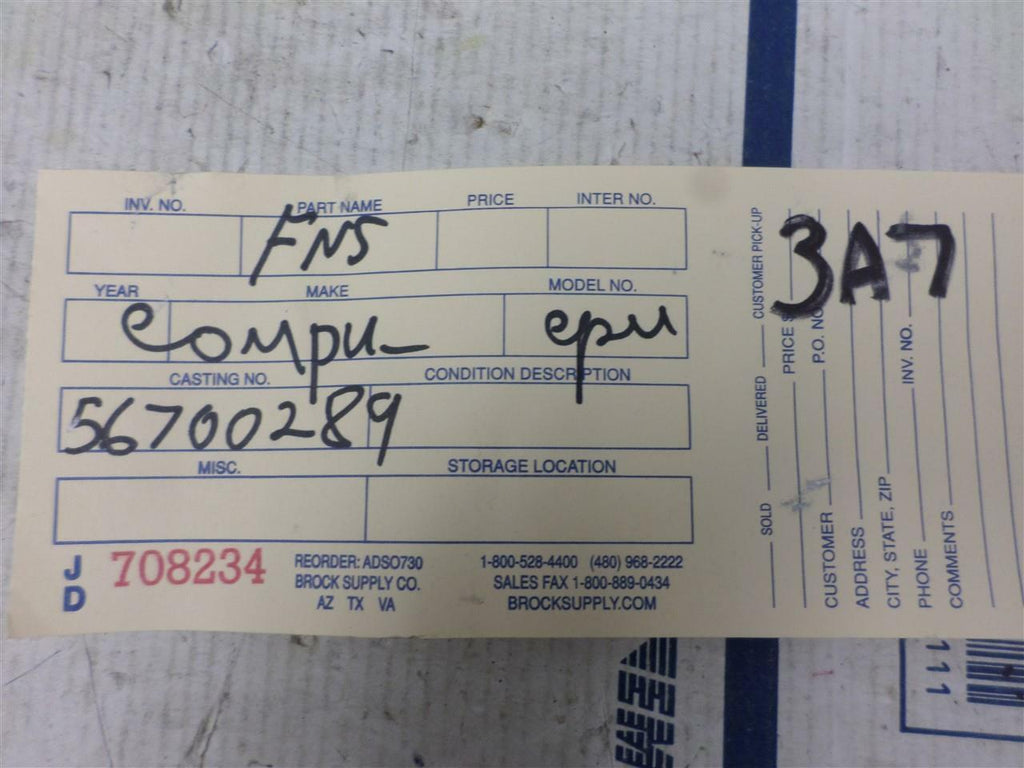 INV. NO. PART NAME PRICE INTER NO.
FNS
YEAR MAKE MODEL NO.
Compu- cpu
CASTING NO. CONDITION DESCRIPTION
56700289
MISC. STORAGE LOCATION
JD 708234
REORDER: ADSO730
BROCK SUPPLY CO.
AZ TX VA
1-800-528-4400 (480) 968-2222
SALES FAX 1-800-889-0434
BROCKSUPPLY.COM
3A7
SOLD DELIVERED CUSTOMER PICK-UP
PRICE
CUSTOMER P.O. NO
ADDRESS
CITY, STATE, ZIP
PHONE INV. NO.
COMMENTS
111